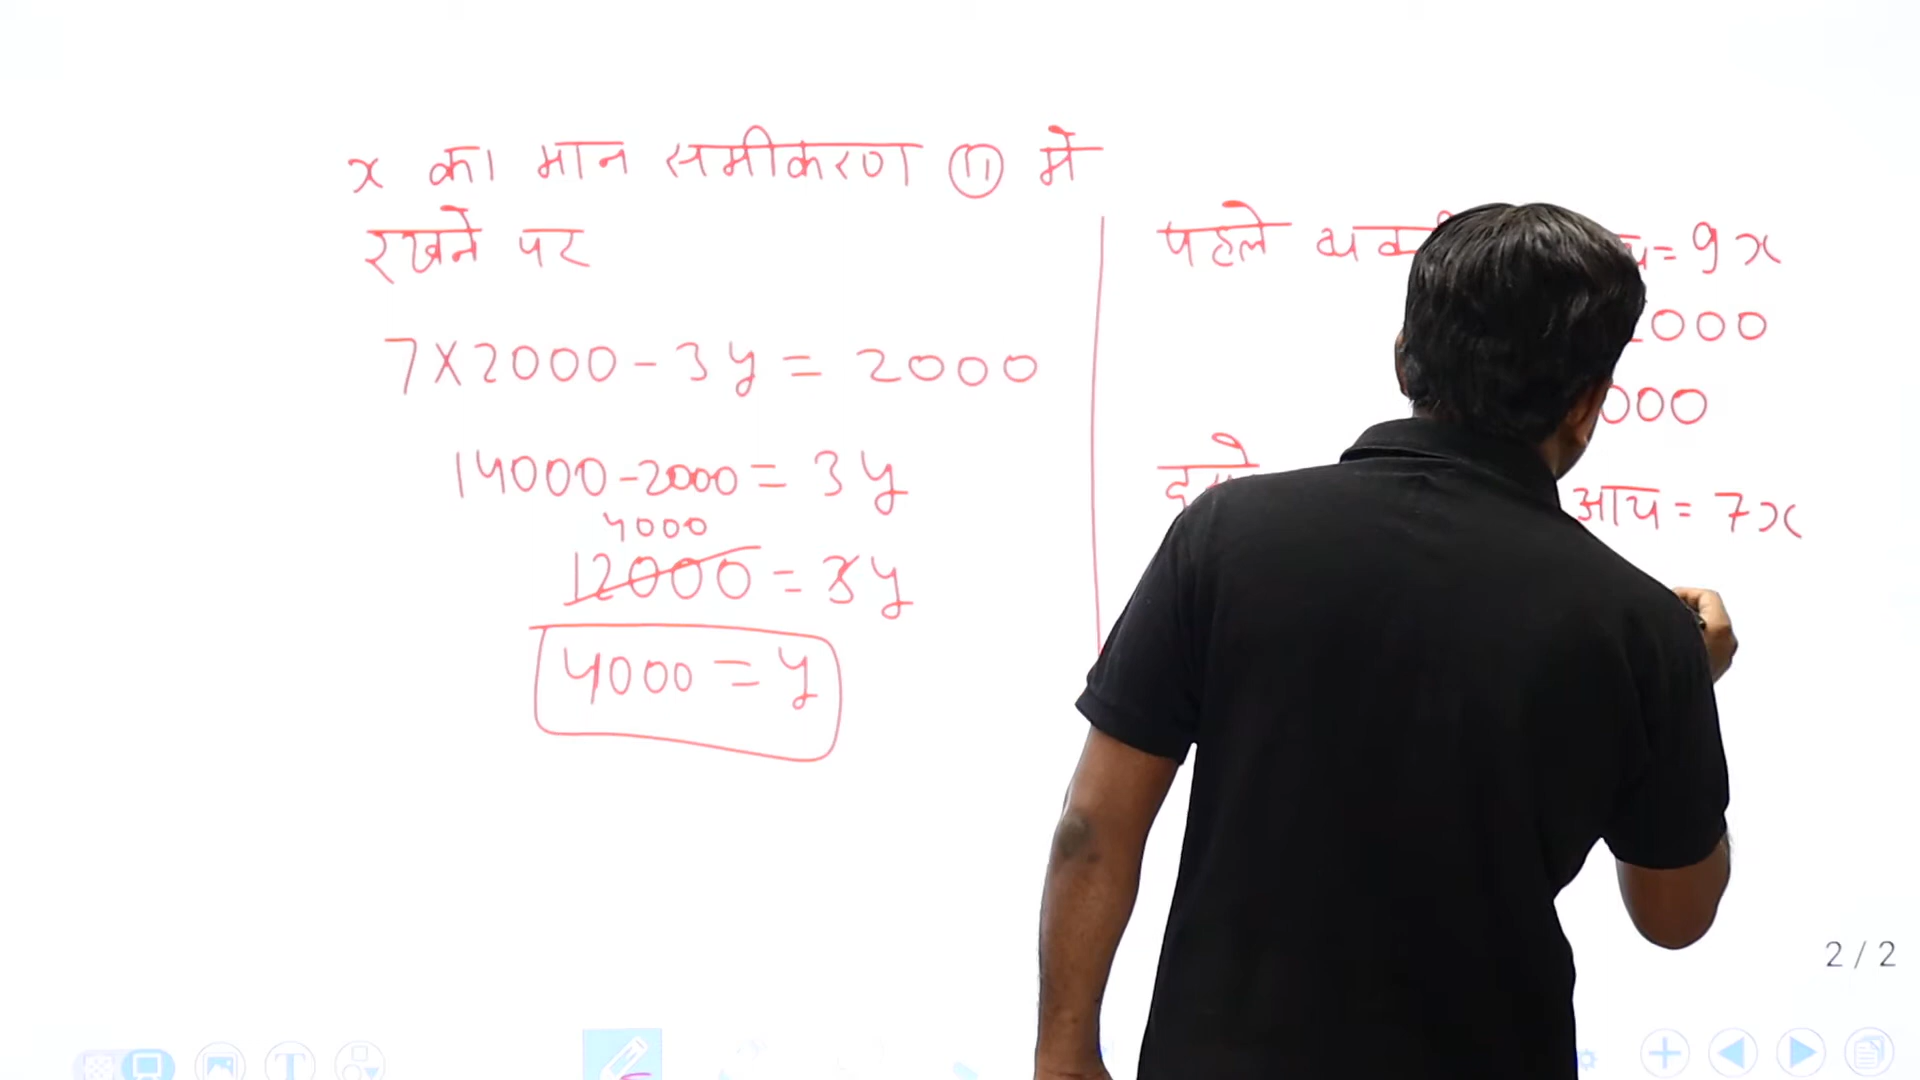 x का मान समीकरण (11) में
रखने पर
7×2000 - 3y = 2000
14000 - 2000 = 3y
4000
12000 = 3y
4000 = y
पहले = 9x
000
000
आय = 7x
2 / 2